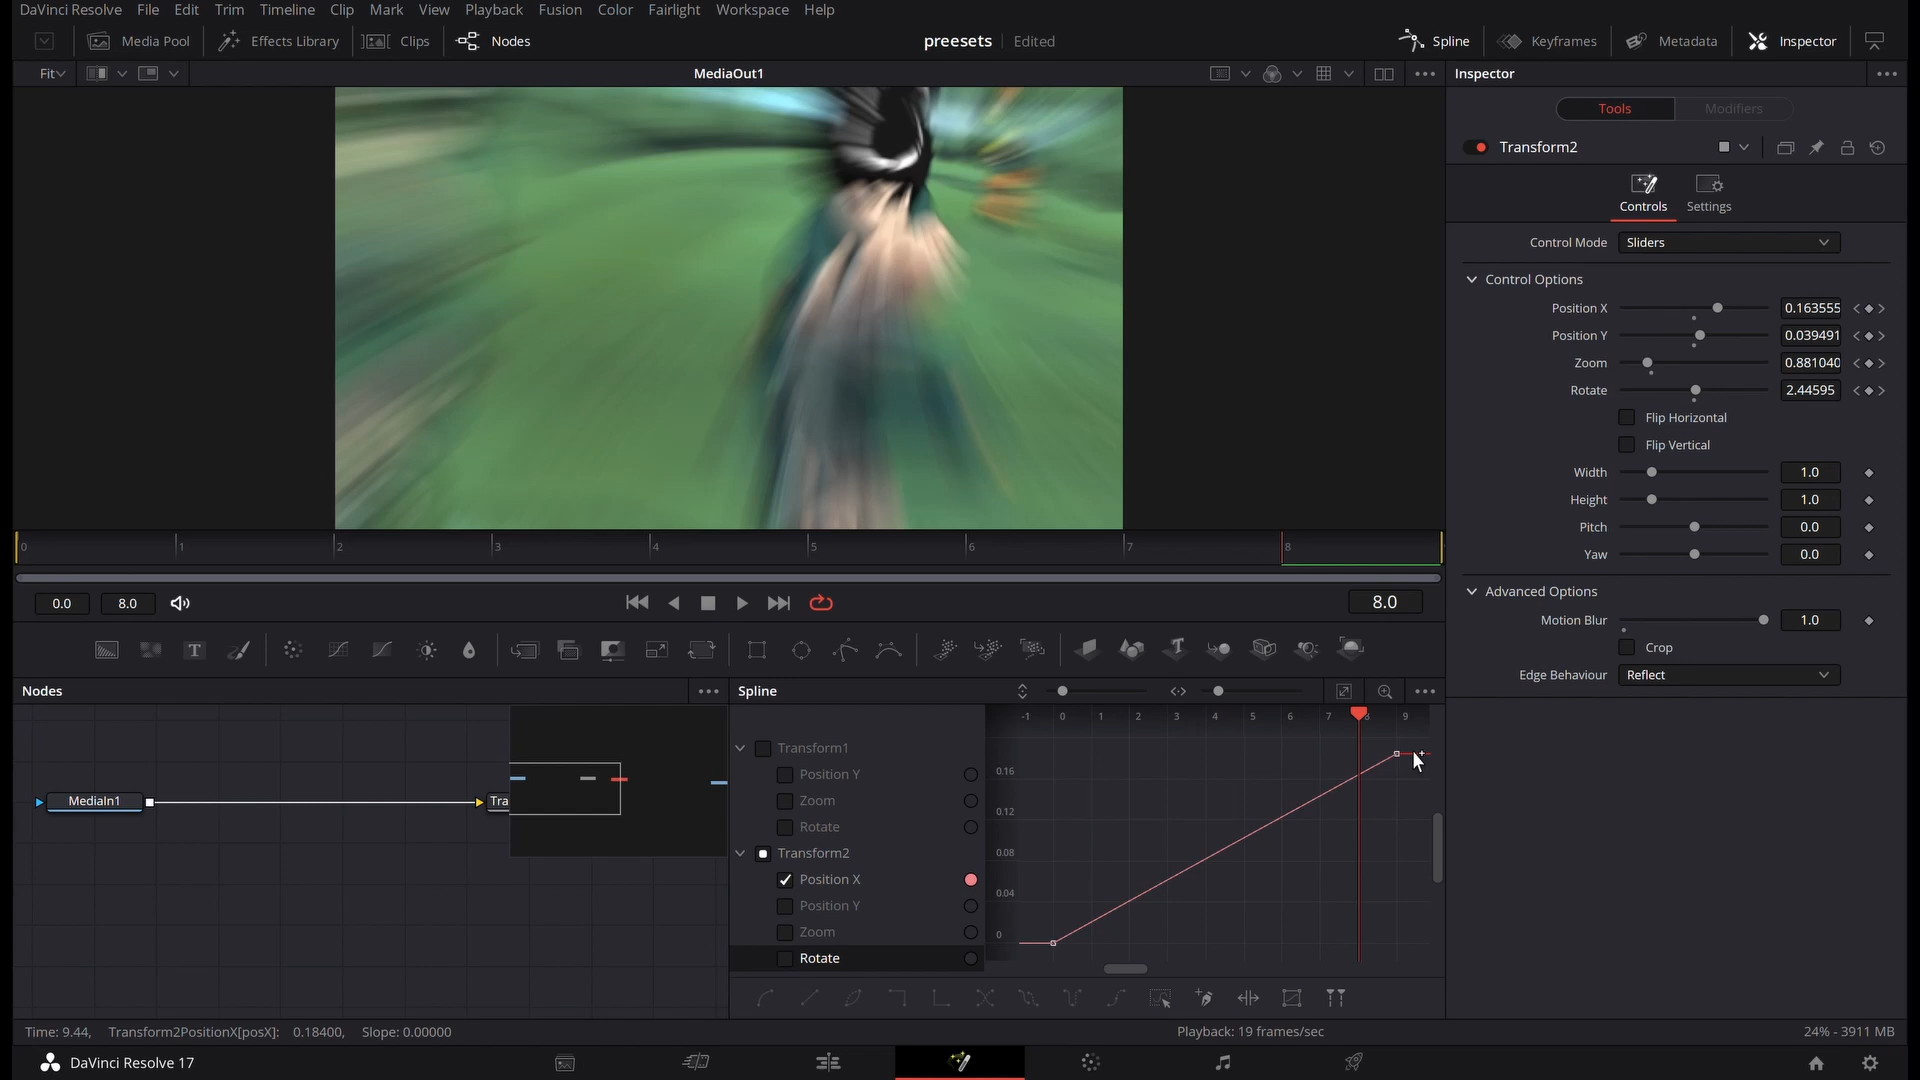 DaVinci Resolve File Edit Trim Timeline Clip Mark View Playback Fusion Color Fairlight Workspace Help
Media Pool Effects Library Clips Nodes preesets Edited Spline Keyframes Metadata Inspector
Fit MediaOut1 Inspector
Tools Modifiers
Transform2
Controls Settings
Control Mode Sliders
Control Options
Position X 0.163555
Position Y 0.039491
Zoom 0.881040
Rotate 2.44595
Flip Horizontal
Flip Vertical
Width 1.0
Height 1.0
Pitch 0.0
Yaw 0.0
Advanced Options
Motion Blur 1.0
Crop
Edge Behaviour Reflect
0 1 2 3 4 5 6 7 8
0.0 8.0 8.0
Nodes Spline
MediaIn1 Tra
-1 0 1 2 3 4 5 6 7 8 9
Transform1
Position Y
Zoom
Rotate
Transform2
Position X
Position Y
Zoom
Rotate
0.16
0.12
0.08
0.04
0
Time: 9.44, Transform2PositionX[posX]: 0.18400, Slope: 0.00000 Playback: 19 frames/sec 24% - 3911 MB
DaVinci Resolve 17